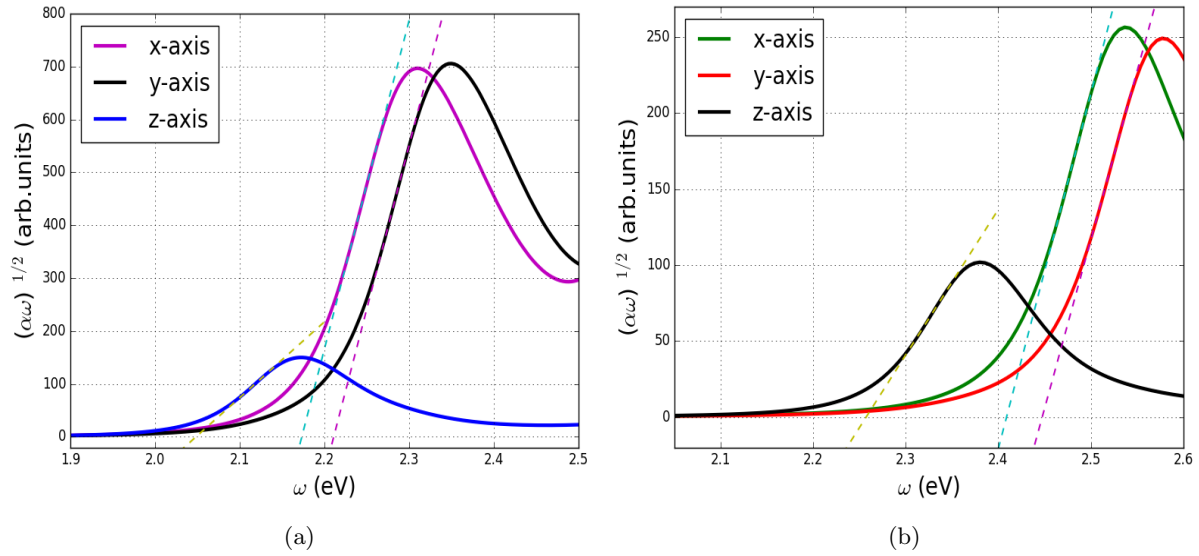 800
700
600
500
400
300
200
100
0
1.9 2.0 2.1 2.2 2.3 2.4 2.5
x-axis
y-axis
z-axis
(αω) 1/2 (arb.units)
ω (eV)
(a)
250
200
150
100
50
0
2.1 2.2 2.3 2.4 2.5 2.6
x-axis
y-axis
z-axis
(αω) 1/2 (arb.units)
ω (eV)
(b)